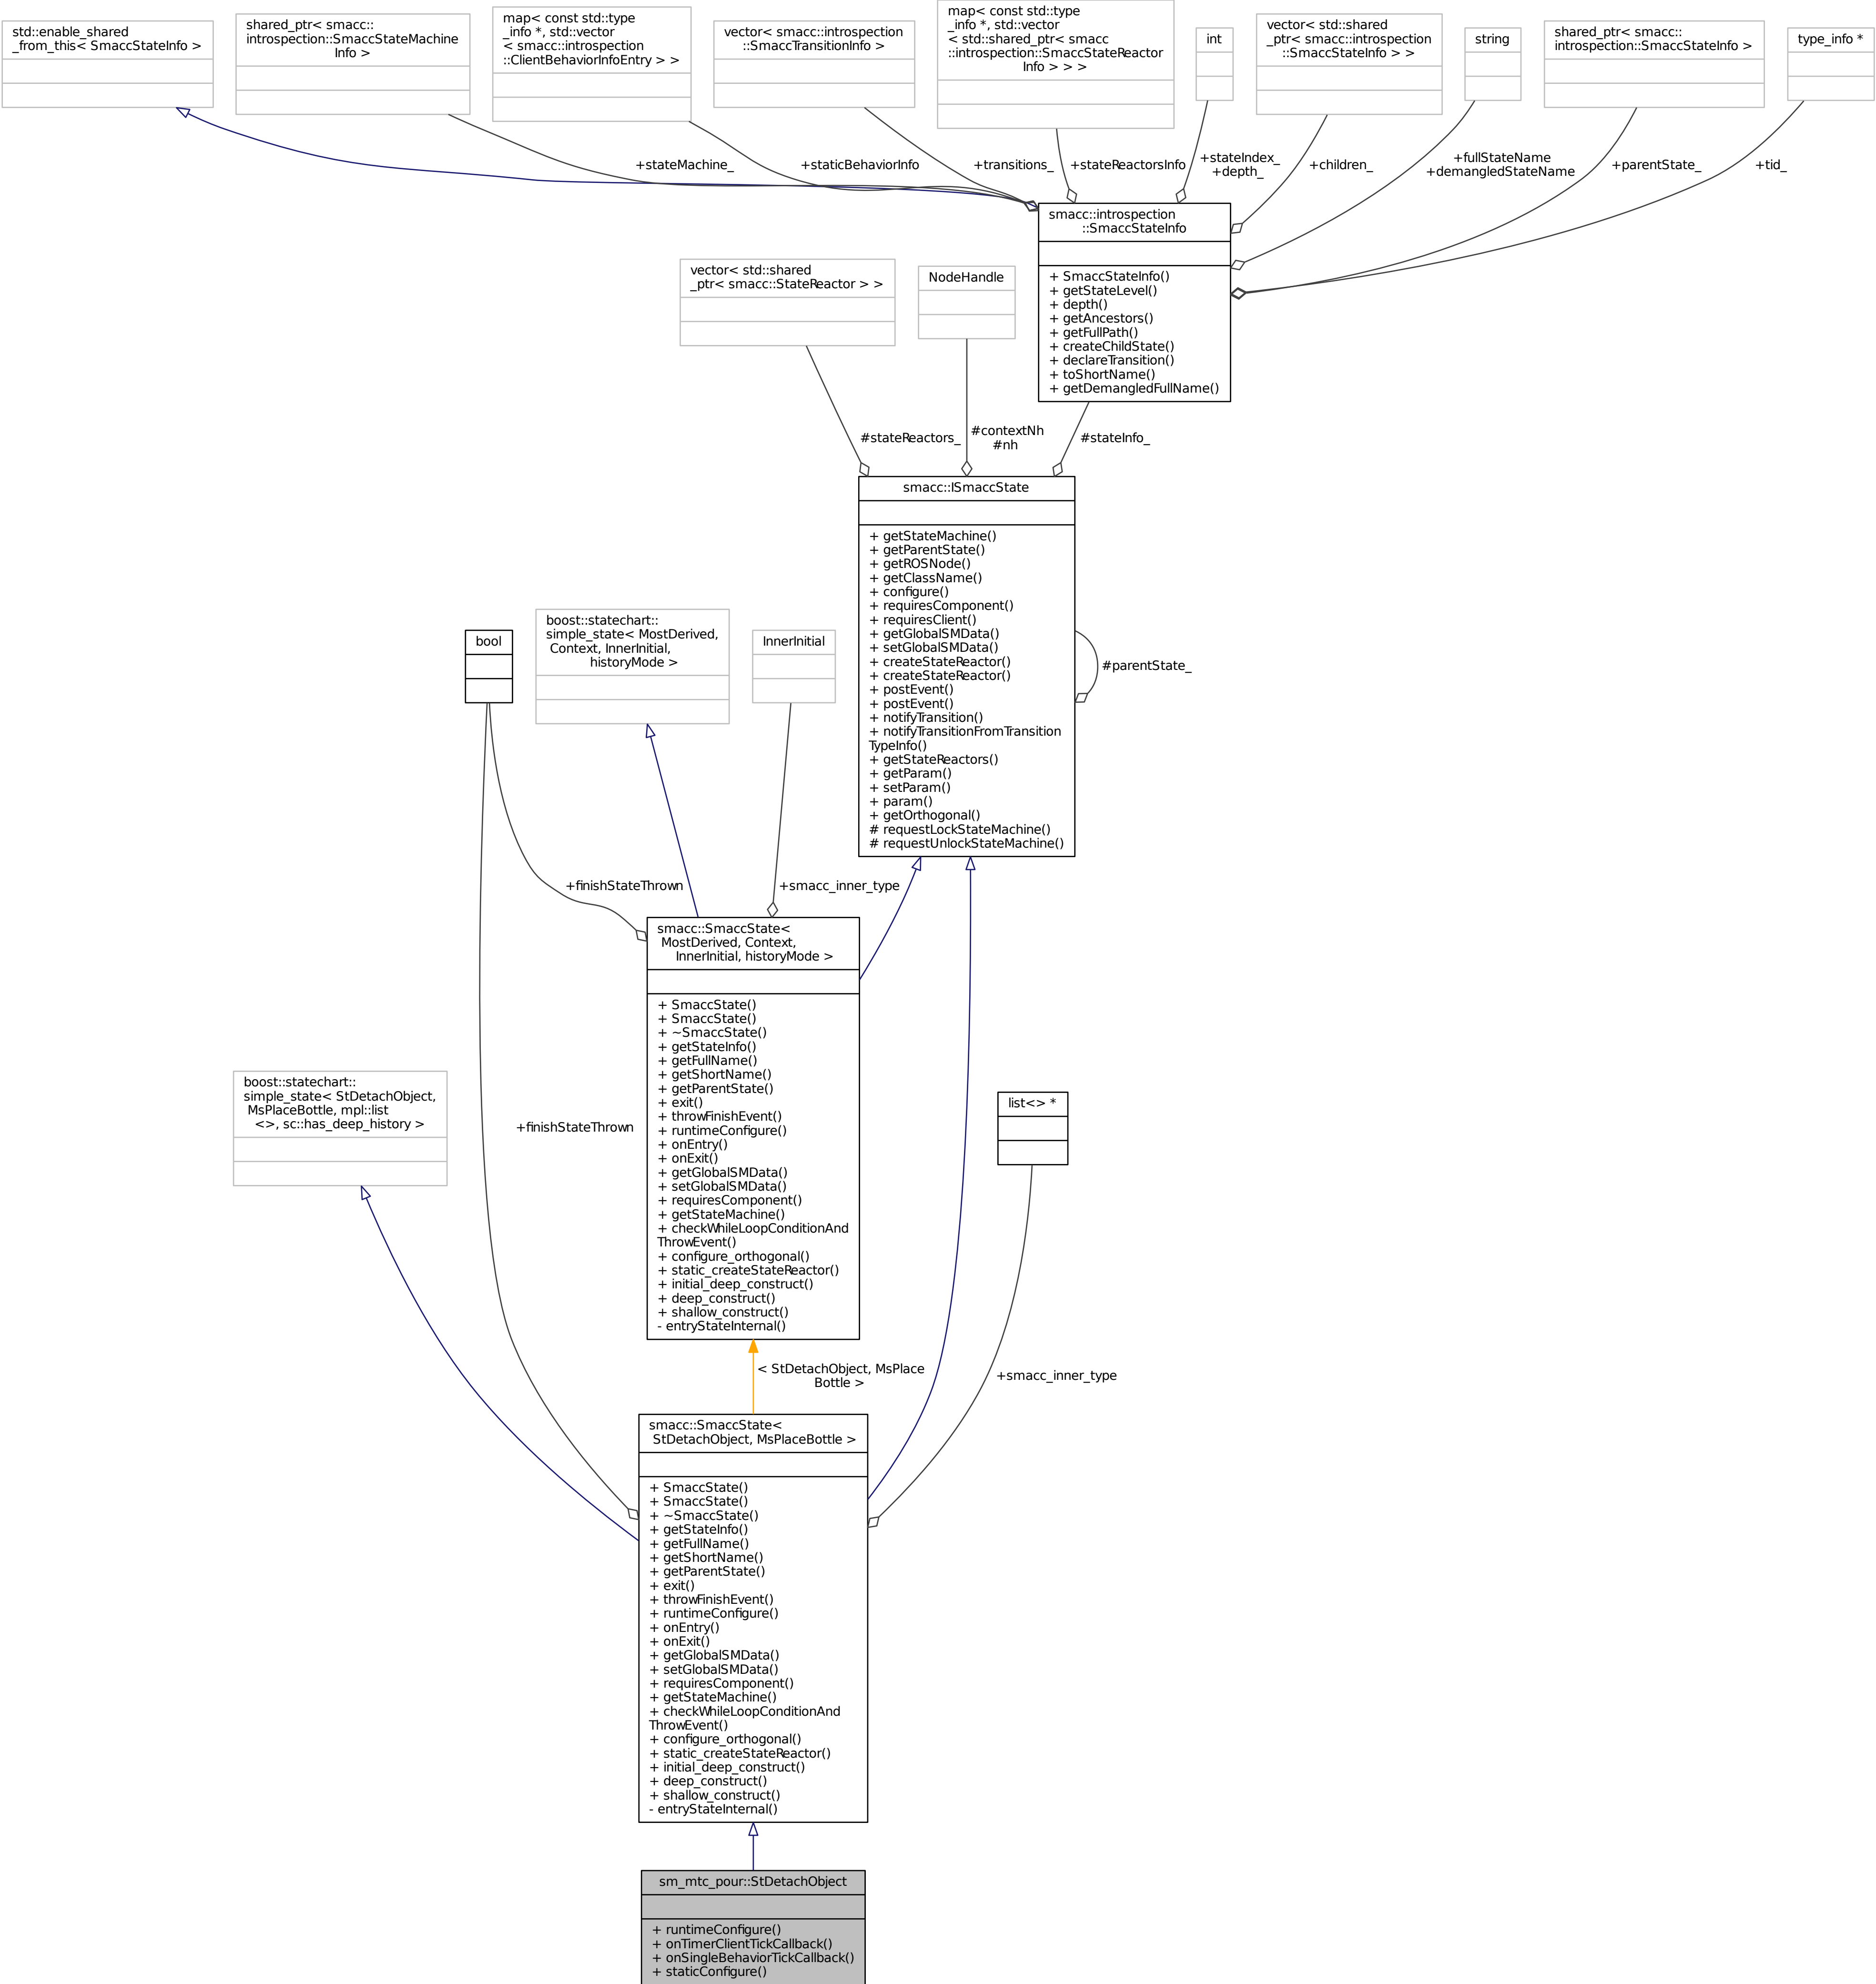 std::enable_shared
_from_this< SmaccStateInfo >
shared_ptr< smacc::
introspection::SmaccStateMachine
Info >
map< const std::type
_info *, std::vector
< smacc::introspection
::ClientBehaviorInfoEntry > >
vector< smacc::introspection
::SmaccTransitionInfo >
map< const std::type
_info *, std::vector
< std::shared_ptr< smacc
::introspection::SmaccStateReactor
Info > > >
int
vector< std::shared
_ptr< smacc::introspection
::SmaccStateInfo > >
string
shared_ptr< smacc::
introspection::SmaccStateInfo >
type_info *
+stateMachine_
+staticBehaviorInfo
+transitions_
+stateReactorsInfo
+stateIndex_
+depth_
+children_
+fullStateName
+demangledStateName
+parentState_
+tid_
smacc::introspection
::SmaccStateInfo
+ SmaccStateInfo()
+ getStateLevel()
+ depth()
+ getAncestors()
+ getFullPath()
+ createChildState()
+ declareTransition()
+ toShortName()
+ getDemangledFullName()
vector< std::shared
_ptr< smacc::StateReactor > >
NodeHandle
#stateReactors_
#contextNh
#nh
#stateInfo_
smacc::ISmaccState
+ getStateMachine()
+ getParentState()
+ getROSNode()
+ getClassName()
+ configure()
+ requiresComponent()
+ requiresClient()
+ getGlobalSMData()
+ setGlobalSMData()
+ createStateReactor()
+ createStateReactor()
+ postEvent()
+ postEvent()
+ notifyTransition()
+ notifyTransitionFromTransition
TypeInfo()
+ getStateReactors()
+ getParam()
+ setParam()
+ param()
+ getOrthogonal()
# requestLockStateMachine()
# requestUnlockStateMachine()
#parentState_
bool
boost::statechart::
simple_state< MostDerived,
Context, InnerInitial,
historyMode >
InnerInitial
+finishStateThrown
+smacc_inner_type
smacc::SmaccState<
MostDerived, Context,
InnerInitial, historyMode >
+ SmaccState()
+ SmaccState()
+ ~SmaccState()
+ getStateInfo()
+ getFullName()
+ getShortName()
+ getParentState()
+ exit()
+ throwFinishEvent()
+ runtimeConfigure()
+ onEntry()
+ onExit()
+ getGlobalSMData()
+ setGlobalSMData()
+ requiresComponent()
+ getStateMachine()
+ checkWhileLoopConditionAnd
ThrowEvent()
+ configure_orthogonal()
+ static_createStateReactor()
+ initial_deep_construct()
+ deep_construct()
+ shallow_construct()
- entryStateInternal()
boost::statechart::
simple_state< StDetachObject,
MsPlaceBottle, mpl::list
<>, sc::has_deep_history >
+finishStateThrown
list<> *
< StDetachObject, MsPlace
Bottle >
+smacc_inner_type
smacc::SmaccState<
StDetachObject, MsPlaceBottle >
+ SmaccState()
+ SmaccState()
+ ~SmaccState()
+ getStateInfo()
+ getFullName()
+ getShortName()
+ getParentState()
+ exit()
+ throwFinishEvent()
+ runtimeConfigure()
+ onEntry()
+ onExit()
+ getGlobalSMData()
+ setGlobalSMData()
+ requiresComponent()
+ getStateMachine()
+ checkWhileLoopConditionAnd
ThrowEvent()
+ configure_orthogonal()
+ static_createStateReactor()
+ initial_deep_construct()
+ deep_construct()
+ shallow_construct()
- entryStateInternal()
sm_mtc_pour::StDetachObject
+ runtimeConfigure()
+ onTimerClientTickCallback()
+ onSingleBehaviorTickCallback()
+ staticConfigure()